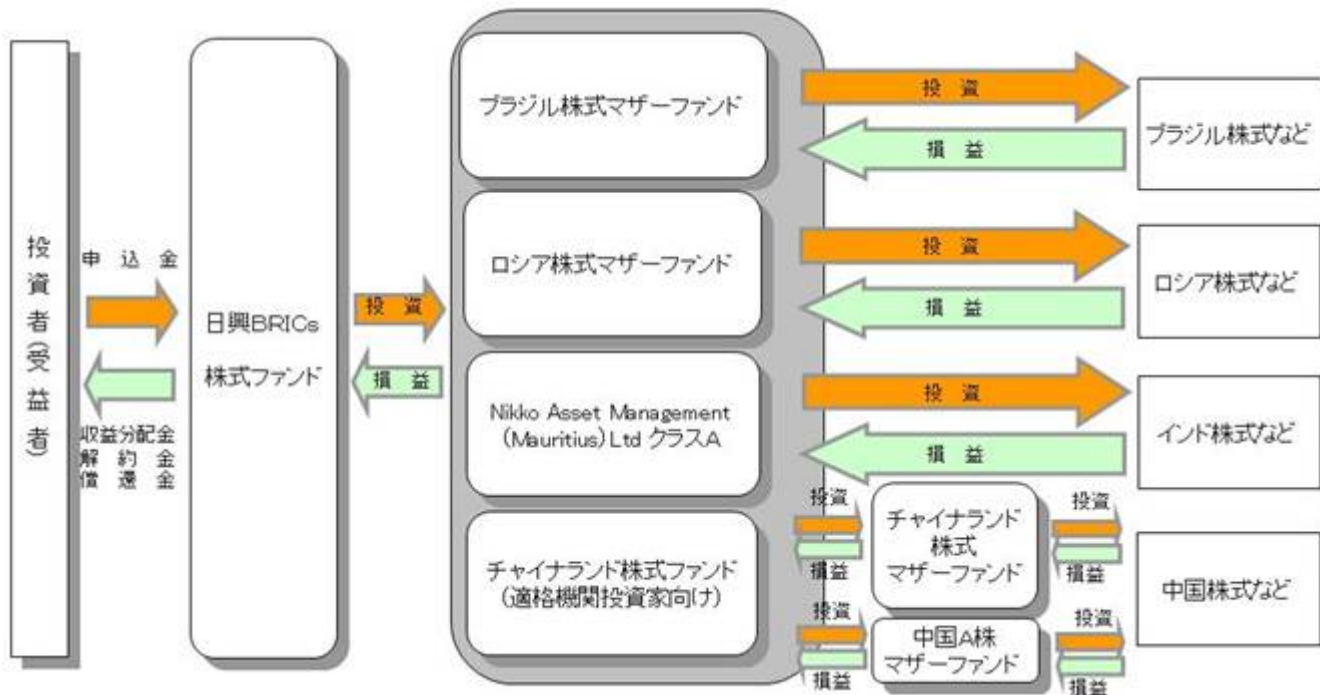 投資者(受益者)
申 込 金
収益分配金
解 約 金
償 還 金
日興BRICs
株式ファンド
投 資
損 益
ブラジル株式マザーファンド
ロシア株式マザーファンド
Nikko Asset Management
(Mauritius)Ltd クラスA
チャイナランド株式ファンド
(適格機関投資家向け)
投 資
損 益
ブラジル株式など
投 資
損 益
ロシア株式など
投 資
損 益
インド株式など
投資
損益
チャイナランド
株式
マザーファンド
投資
損益
投資
損益
中国A株
マザーファンド
投資
損益
中国株式など